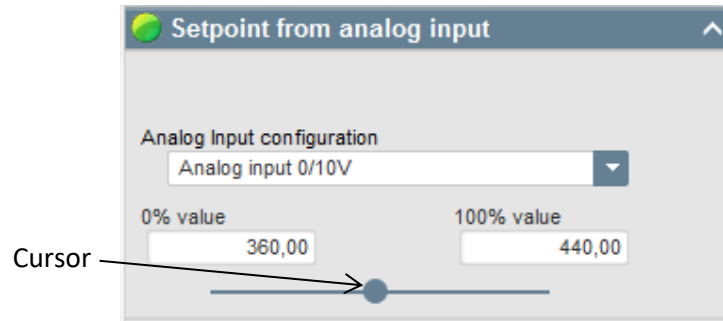 Setpoint from analog input
Analog Input configuration
Analog input 0/10V
0% value 100% value
360,00 440,00
Cursor